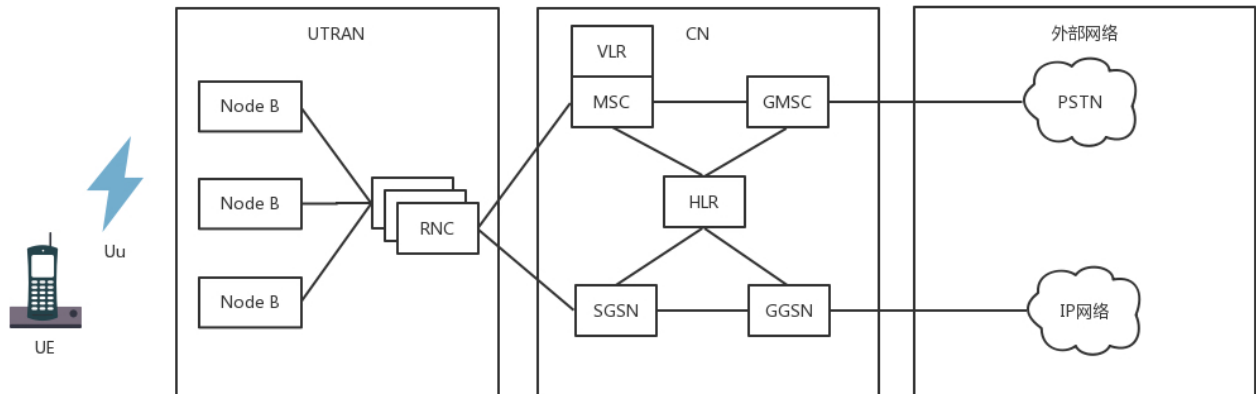 UTRAN
CN
外部网络
VLR
Node B
MSC
GMSC
PSTN
Node B
HLR
RNC
Uu
Node B
SGSN
GGSN
IP网络
UE